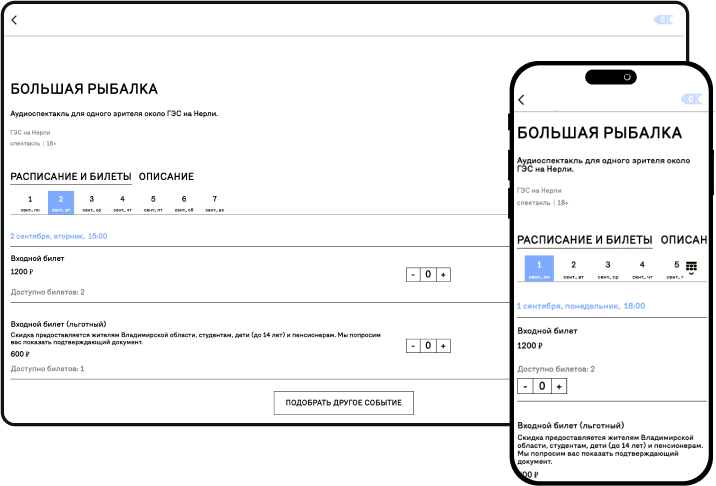 0
БОЛЬШАЯ РЫБАЛКА
Аудиоспектакль для одного зрителя около ГЭС на Нерли.
ГЭС на Нерли
спектакль | 18+
РАСПИСАНИЕ И БИЛЕТЫ ОПИСАНИЕ
1 2 3 4 5 6 7
сент, пн сент, вт сент, ср сент, чт сент, пт сент, сб сент, вс
2 сентября, вторник, 15:00
Входной билет
1200 ₽
- 0 +
Доступно билетов: 2
Входной билет (льготный)
Скидка предоставляется жителям Владимирской области, студентам, дети (до 14 лет) и пенсионерам. Мы попросим
вас показать подтверждающий документ.
600 ₽
- 0 +
Доступно билетов: 1
ПОДОБРАТЬ ДРУГОЕ СОБЫТИЕ
0
БОЛЬШАЯ РЫБАЛКА
Аудиоспектакль для одного зрителя около
ГЭС на Нерли.
ГЭС на Нерли
спектакль | 18+
РАСПИСАНИЕ И БИЛЕТЫ ОПИСАН
1 2 3 4 5
сент, пн сент, вт сент, ср сент, чт сент, г
1 сентября, понедельник, 18:00
Входной билет
1200 ₽
Доступно билетов: 2
- 0 +
Входной билет (льготный)
Скидка предоставляется жителям Владимирской
области, студентам, дети (до 14 лет) и пенсионерам.
Мы попросим вас показать подтверждающий
документ.
600 ₽